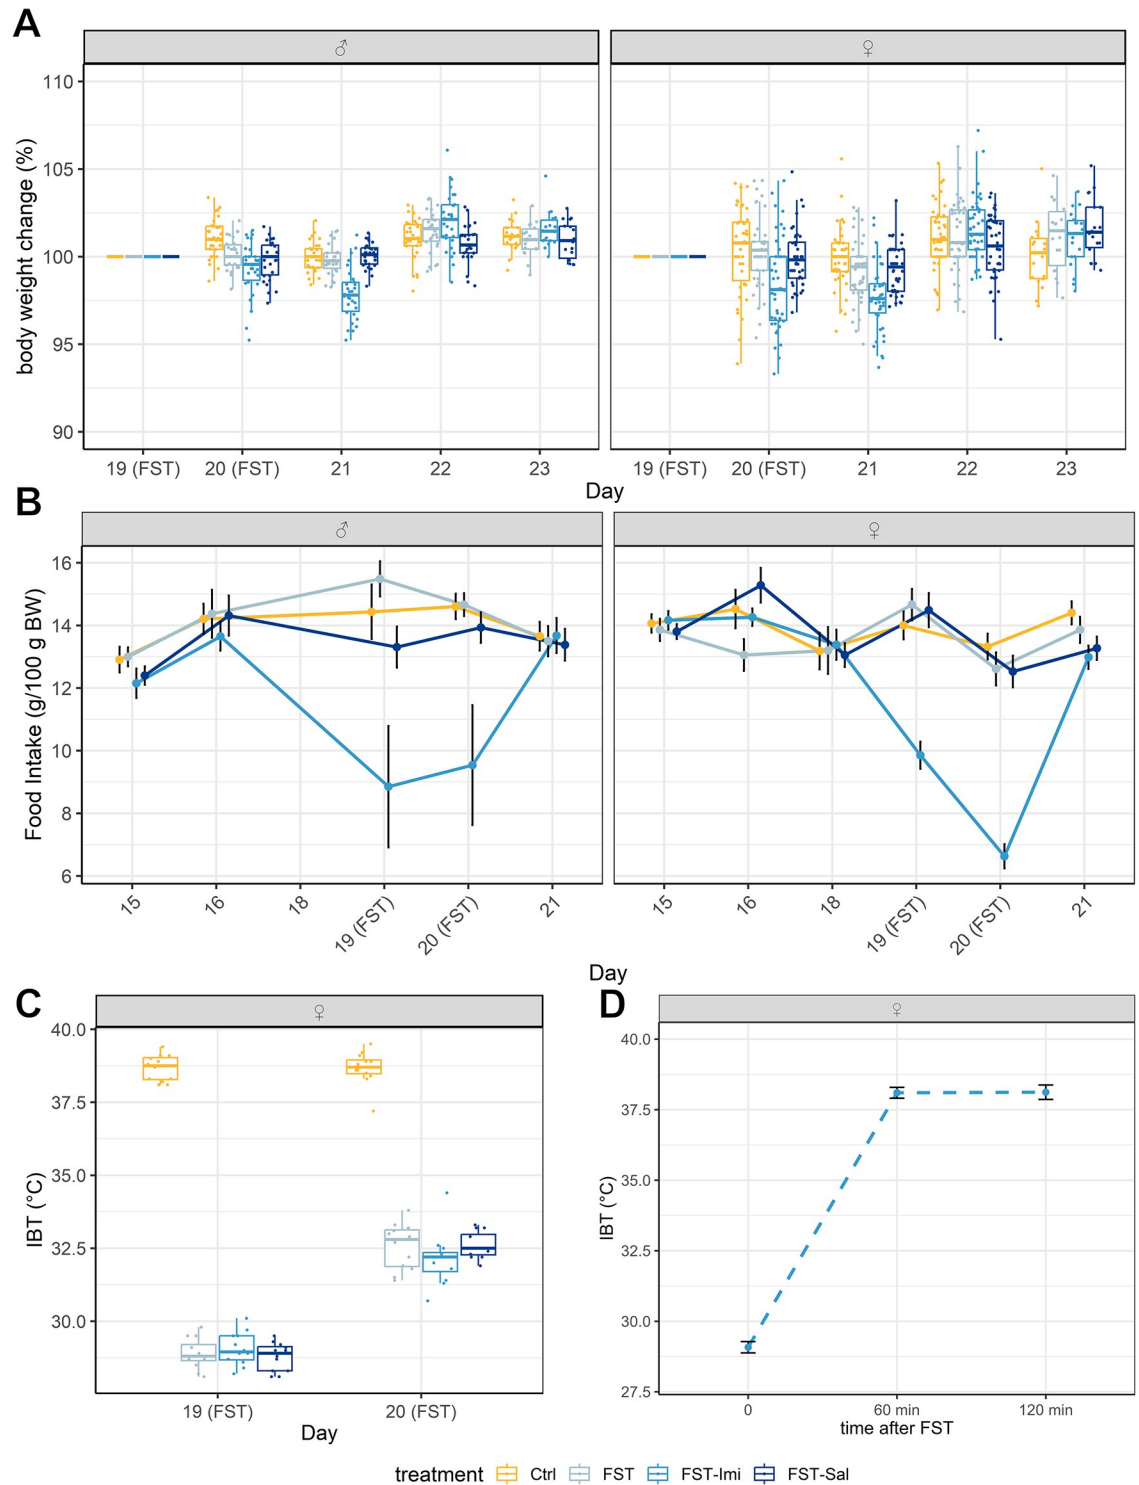 A
♂ ♀
body weight change (%)
110
105
100
95
90
19 (FST) 20 (FST) 21 22 23 19 (FST) 20 (FST) 21 22 23
Day
B
♂ ♀
Food Intake (g/100 g BW)
16
14
12
10
8
6
15 16 18 19 (FST) 20 (FST) 21 15 16 18 19 (FST) 20 (FST) 21
Day
C
♀
IBT (°C)
40.0
37.5
35.0
32.5
30.0
19 (FST) 20 (FST)
Day
D
♀
IBT (°C)
40.0
37.5
35.0
32.5
30.0
27.5
0 60 min 120 min
time after FST
treatment Ctrl FST FST-Imi FST-Sal